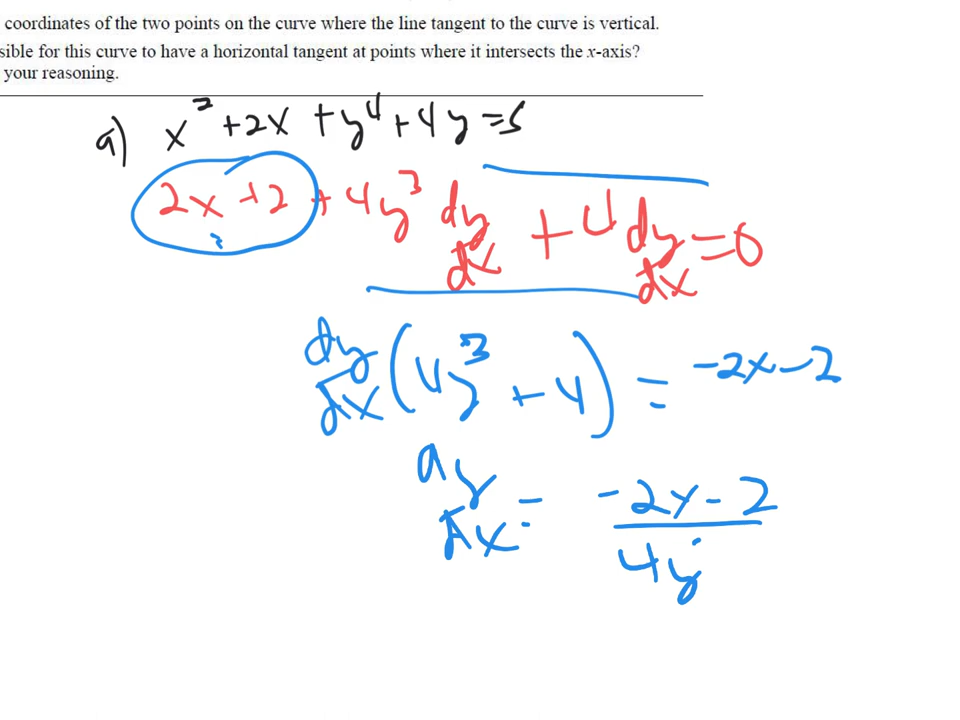 coordinates of the two points on the curve where the line tangent to the curve is vertical.
sible for this curve to have a horizontal tangent at points where it intersects the x-axis?
your reasoning.
a) x² + 2x + y⁴ + 4y = 5
2x + 2 + 4y³ dy/dx + 4 dy/dx = 0
dy/dx (4y³ + 4) = -2x - 2
dy/dx = (-2x - 2)/(4y